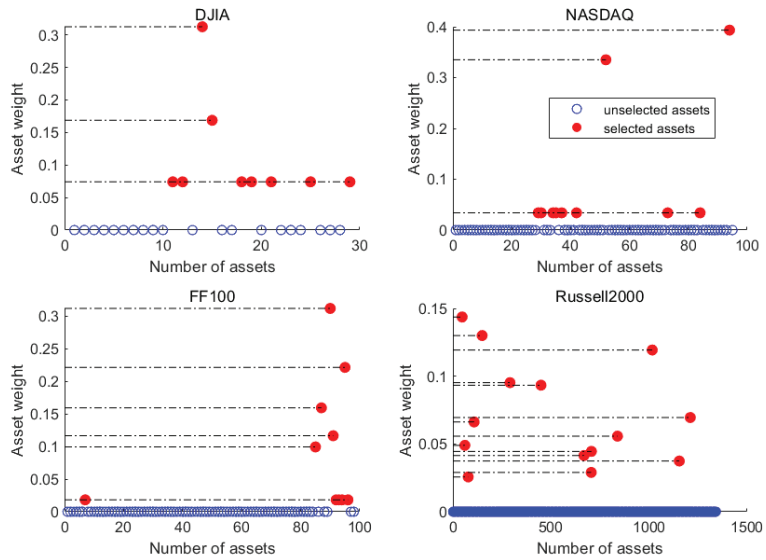 DJIA
0.3
0.25
0.2
0.15
0.1
0.05
0
0 10 20 30
Asset weight
Number of assets
NASDAQ
0.4
0.3
0.2
0.1
0
0 20 40 60 80 100
Asset weight
Number of assets
unselected assets
selected assets
FF100
0.3
0.25
0.2
0.15
0.1
0.05
0
0 20 40 60 80 100
Asset weight
Number of assets
Russell2000
0.15
0.1
0.05
0
0 500 1000 1500
Asset weight
Number of assets